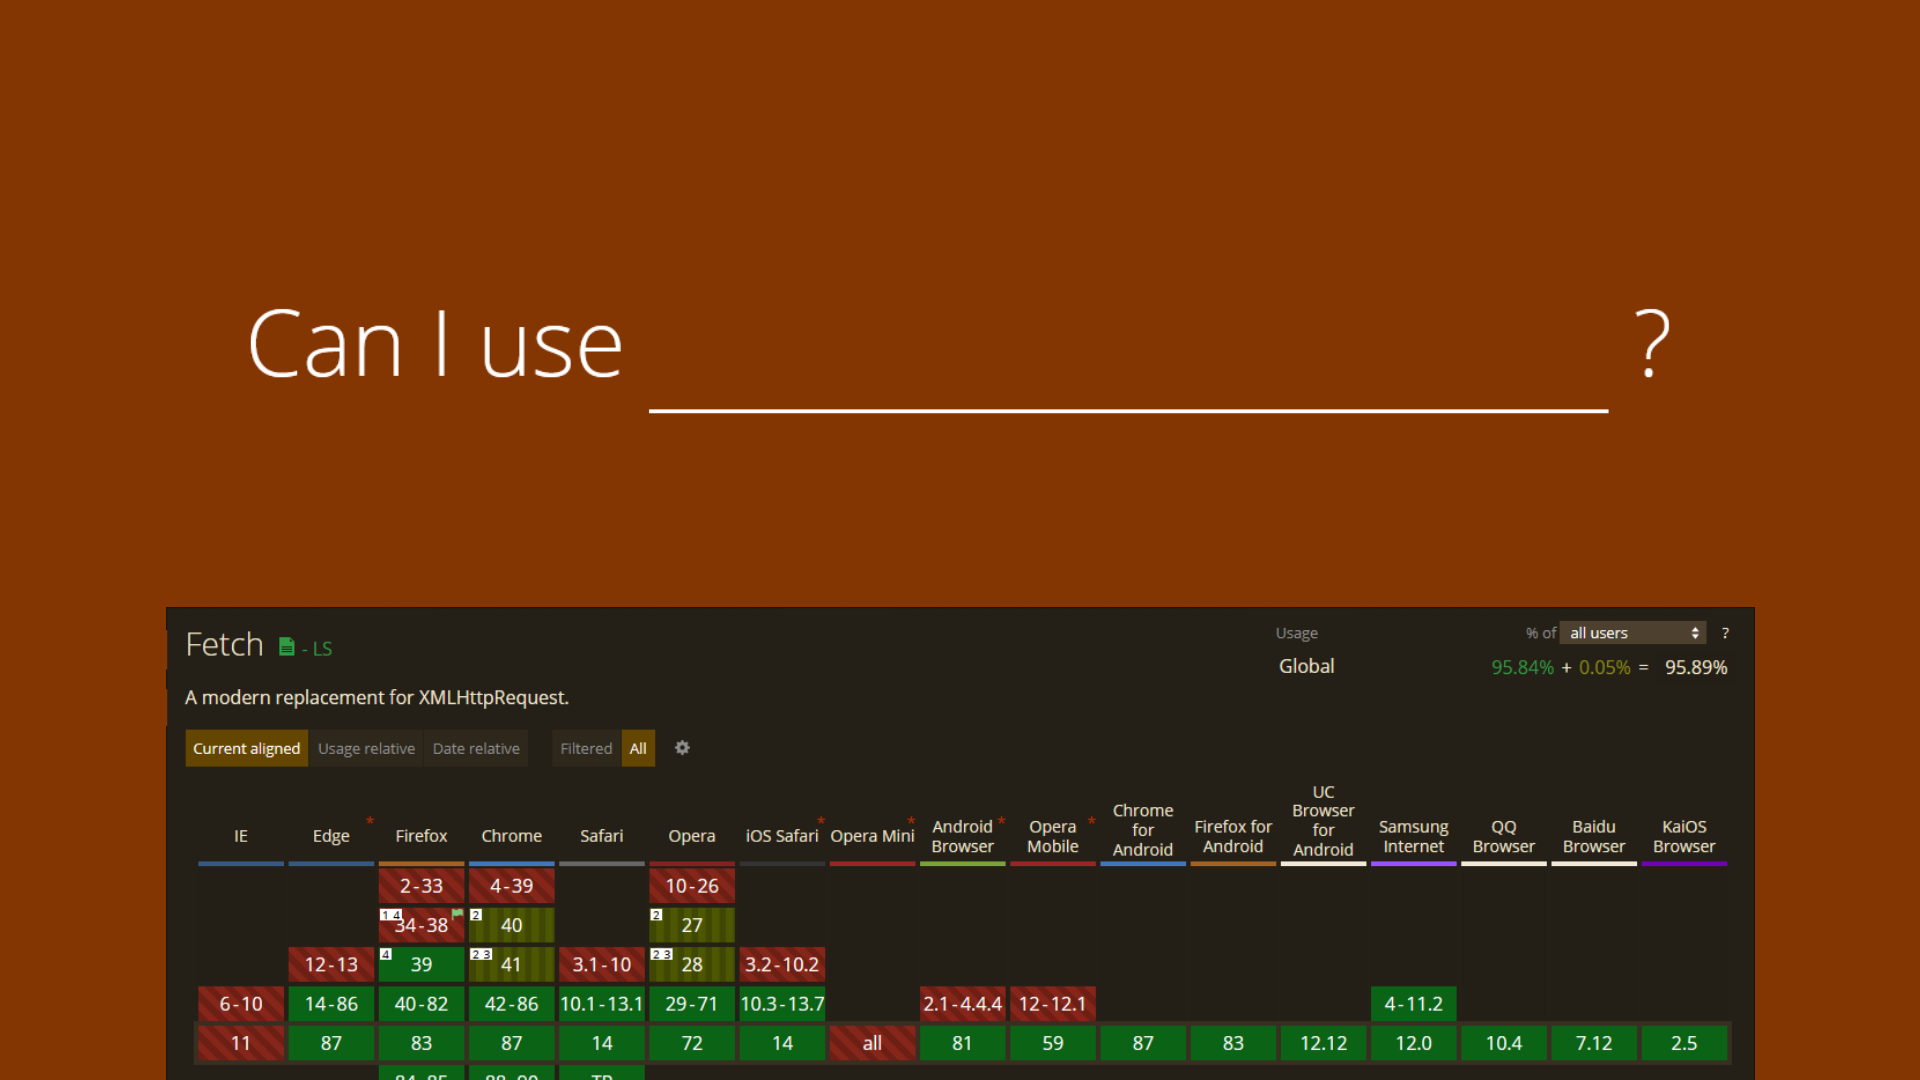 Can I use ?
Fetch - LS
Usage % of all users ?
Global 95.84% + 0.05% = 95.89%
A modern replacement for XMLHttpRequest.
Current aligned Usage relative Date relative Filtered All
IE Edge * Firefox Chrome Safari Opera iOS Safari * Opera Mini * Android Browser * Opera Mobile * Chrome for Android Firefox for Android UC Browser for Android Samsung Internet QQ Browser Baidu Browser KaiOS Browser
2-33 4-39 10-26
1 4 34-38 2 40 2 27
12-13 4 39 2 3 41 3.1-10 2 3 28 3.2-10.2
6-10 14-86 40-82 42-86 10.1-13.1 29-71 10.3-13.7 2.1-4.4.4 12-12.1 4-11.2
11 87 83 87 14 72 14 all 81 59 87 83 12.12 12.0 10.4 7.12 2.5